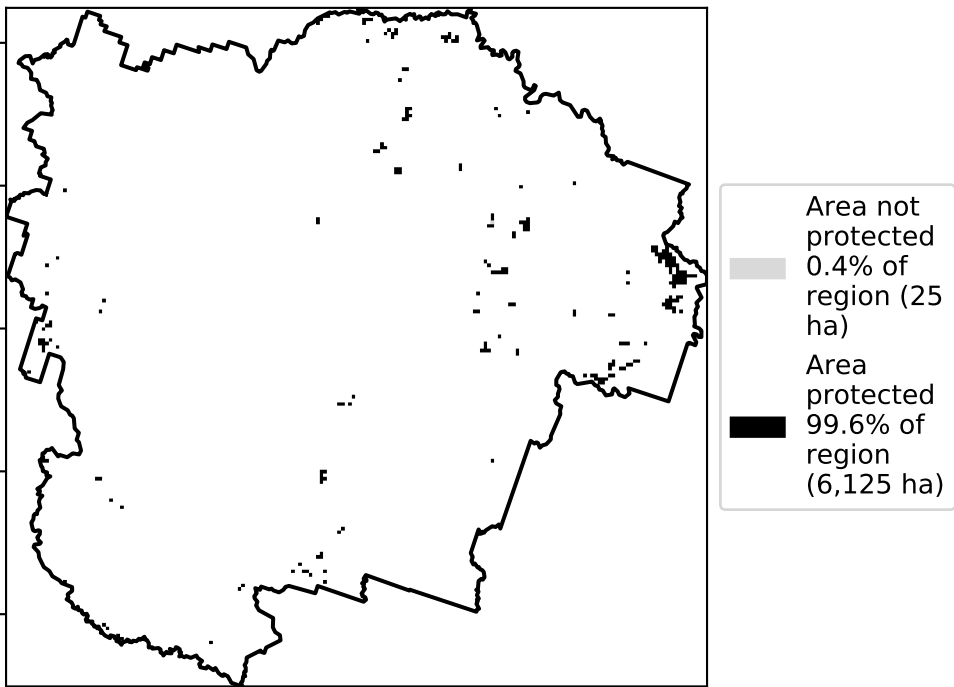 Area not
protected
0.4% of
region (25
ha)
Area
protected
99.6% of
region
(6,125 ha)